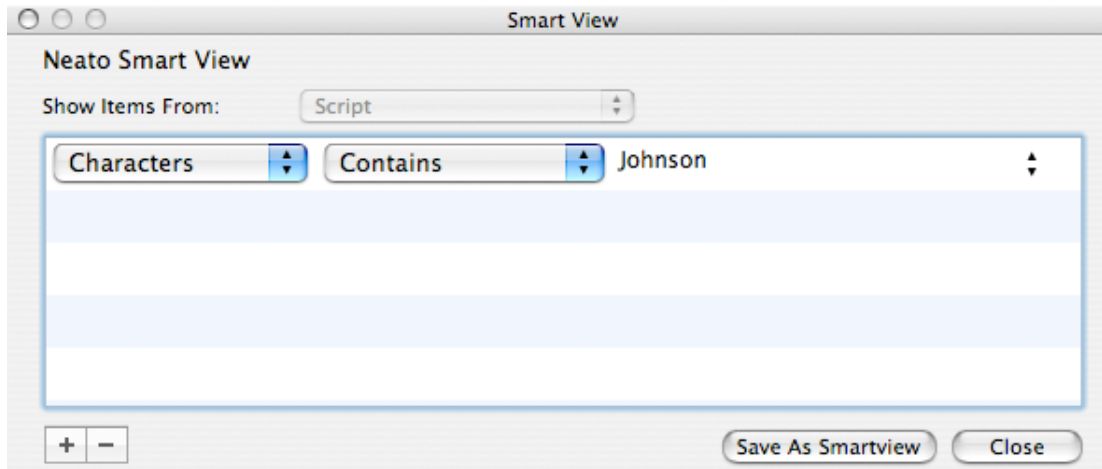 Smart View
Neato Smart View
Show Items From: Script
Characters Contains Johnson
+ - Save As Smartview Close